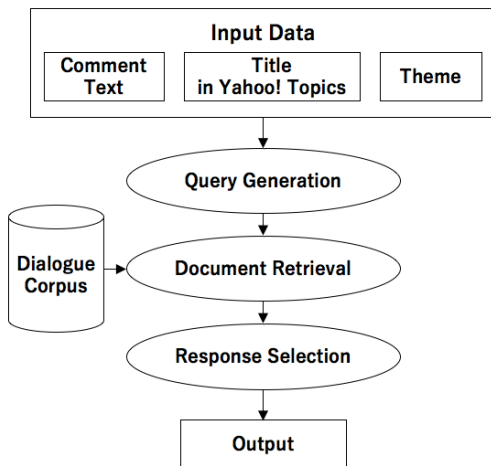 Input Data
Comment
Text
Title
in Yahoo! Topics
Theme
Query Generation
Dialogue
Corpus
Document Retrieval
Response Selection
Output